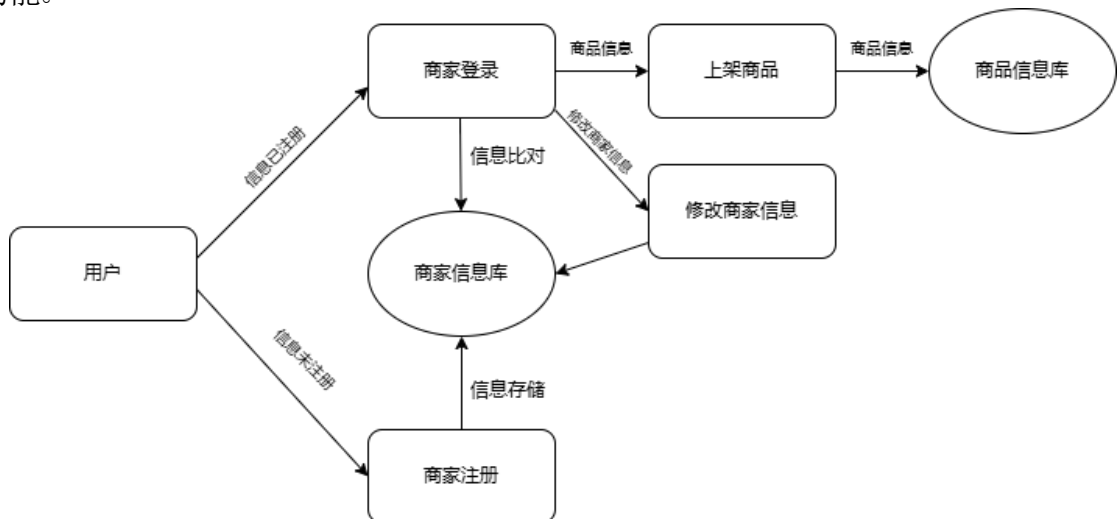 商家登录
商品信息
上架商品
商品信息
商品信息库
信息已注册
信息比对
修改商家信息
修改商家信息
用户
商家信息库
信息未注册
信息存储
商家注册